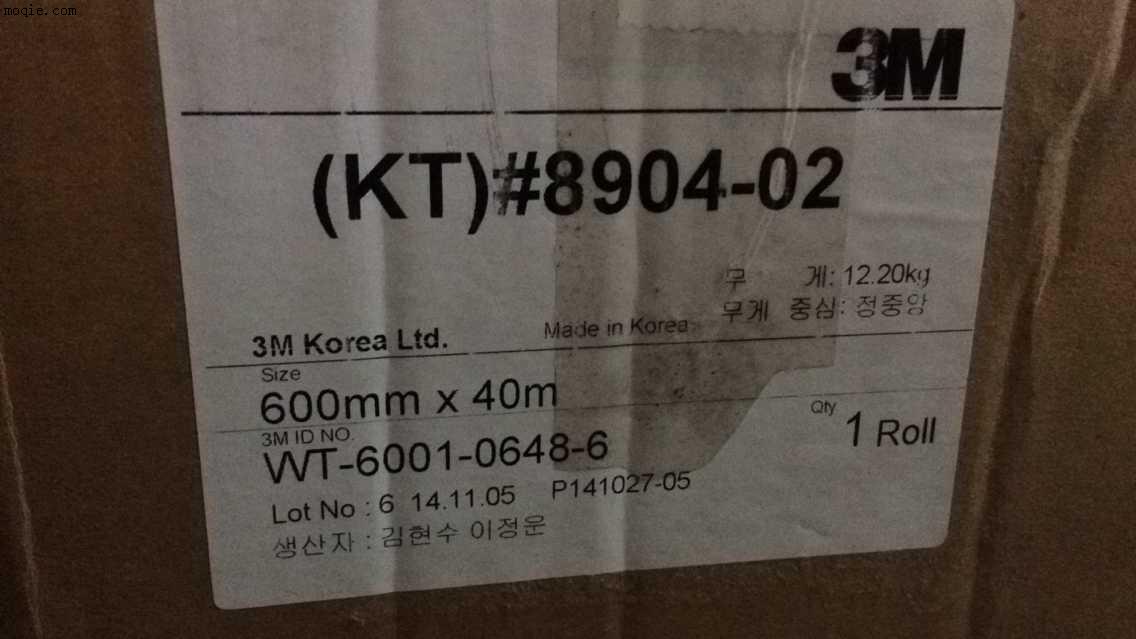 moqie.com
3M
(KT)#8904-02
무 게: 12.20kg
무게 중심: 정중앙
3M Korea Ltd. Made in Korea
Size
600mm x 40m
Qty
1 Roll
3M ID NO.
WT-6001-0648-6
Lot No : 6 14.11.05 P141027-05
생산자 : 김현수 이정운